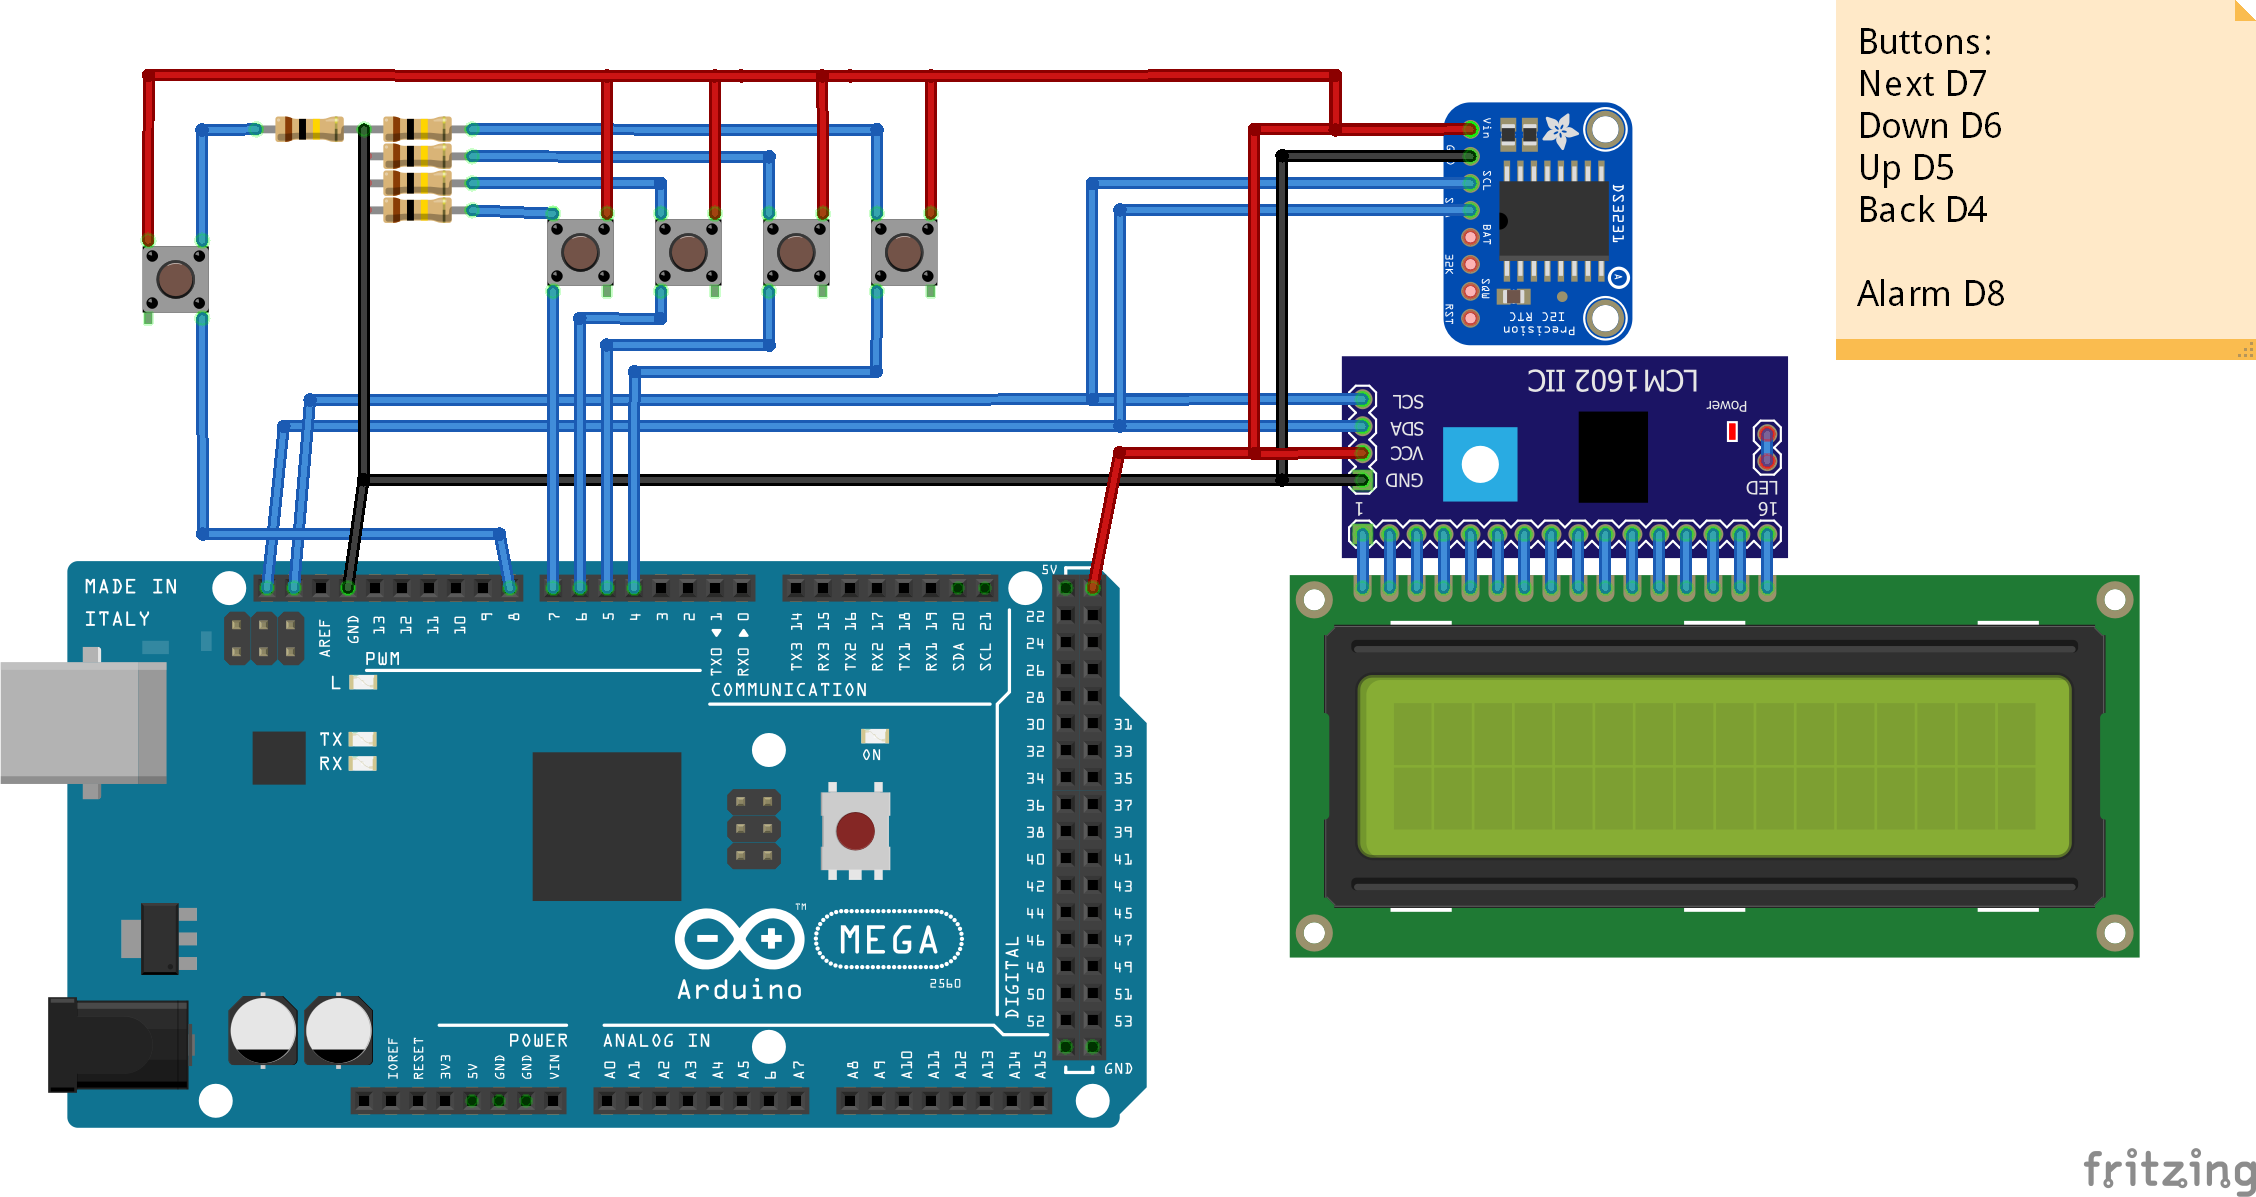 Buttons:
Next D7
Down D6
Up D5
Back D4
Alarm D8
Vin
SCL
BAT
35K
SQW
RST
DS3231
A
Precision
I2C RTC
LCM1602 IIC
SCL
SDA
VCC
GND
Power
LED
1
16
MADE IN
ITALY
AREF
GND
13
12
11
10
9
8
7
6
5
4
3
2
TX0 1
RX0 0
TX3 14
RX3 15
TX2 16
RX2 17
TX1 18
RX1 19
SDA 20
SCL 21
PWM
COMMUNICATION
L
TX
RX
ON
5V
22
24
26
28
30 31
32 33
34 35
36 37
38 39
40 41
42 43
44 45
46 47
48 49
50 51
52 53
GND
DIGITAL
TM
MEGA
2560
Arduino
POWER
ANALOG IN
IOREF
RESET
3V3
5V
GND
GND
VIN
A0
A1
A2
A3
A4
A5
6
A7
A8
A9
A10
A11
A12
A13
A14
A15
fritzing